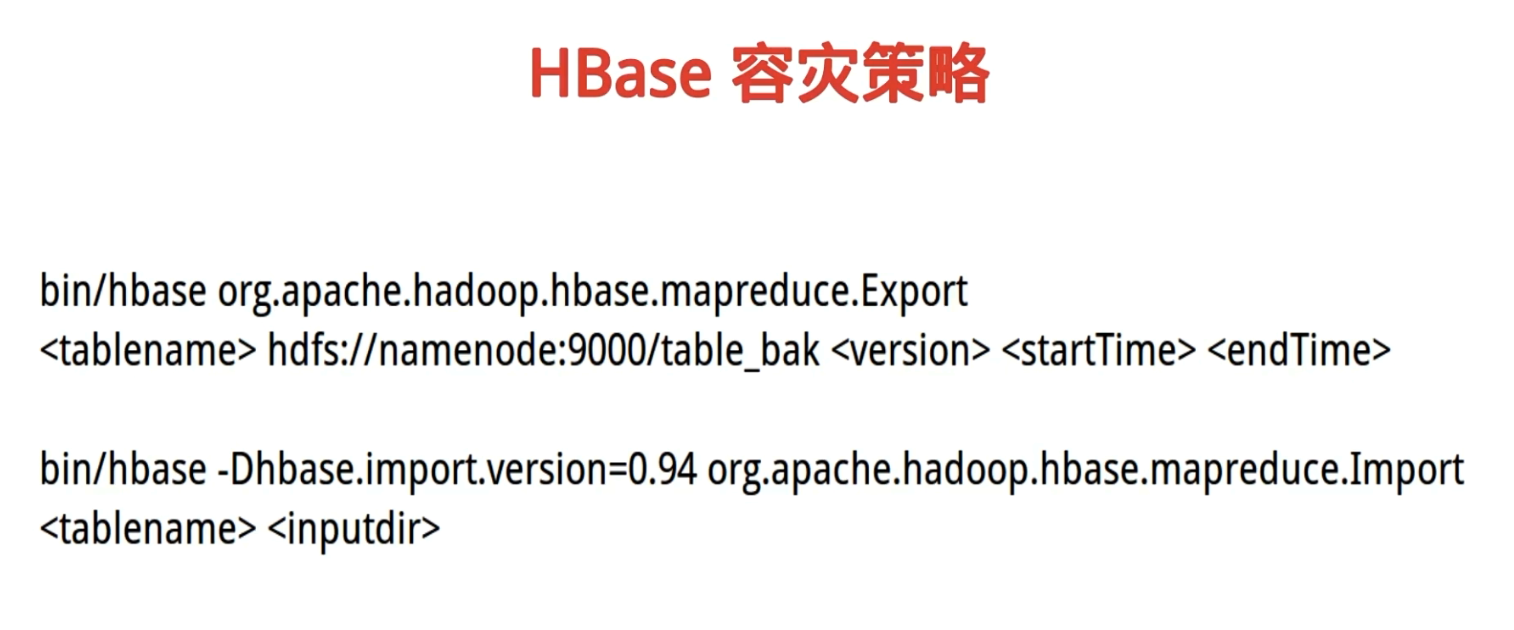 HBase 容灾策略
bin/hbase org.apache.hadoop.hbase.mapreduce.Export
<tablename> hdfs://namenode:9000/table_bak <version> <startTime> <endTime>
bin/hbase -Dhbase.import.version=0.94 org.apache.hadoop.hbase.mapreduce.Import
<tablename> <inputdir>